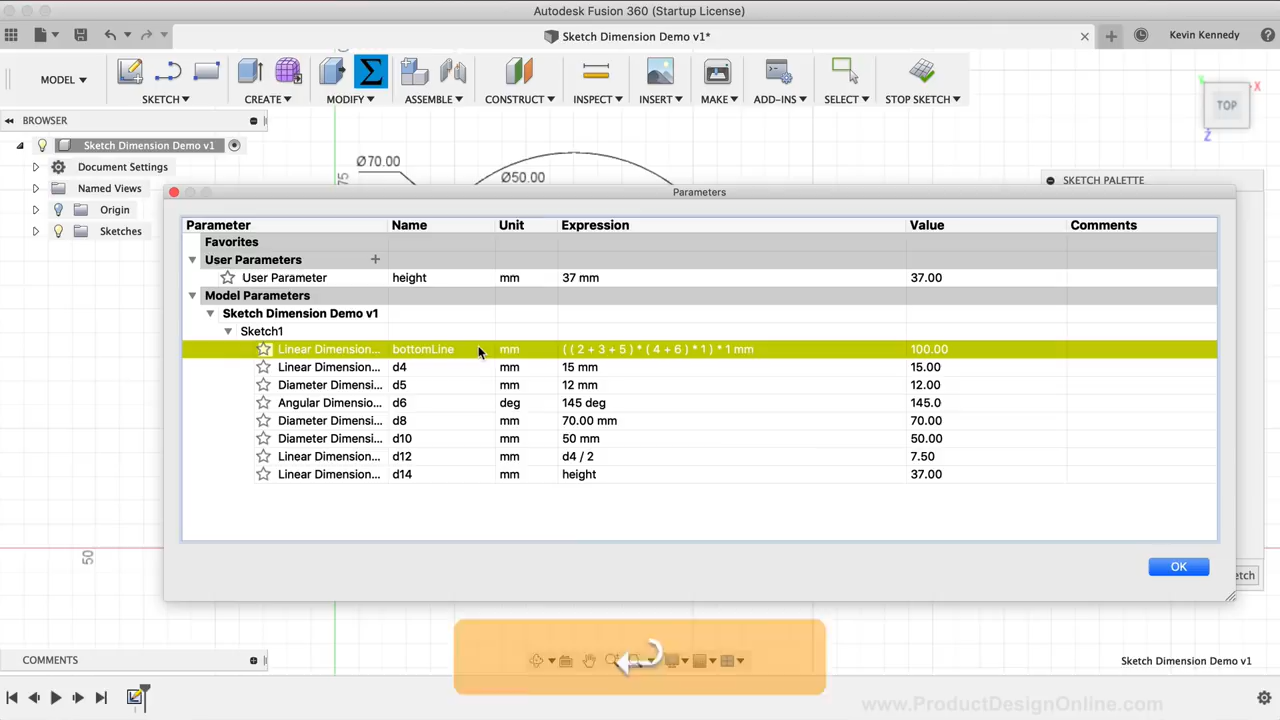 Autodesk Fusion 360 (Startup License)
Sketch Dimension Demo v1*
Kevin Kennedy
MODEL
SKETCH
CREATE
MODIFY
ASSEMBLE
CONSTRUCT
INSPECT
INSERT
MAKE
ADD-INS
SELECT
STOP SKETCH
BROWSER
TOP
X
Y
Z
Sketch Dimension Demo v1
Document Settings
Named Views
Origin
Sketches
Ø70.00
75
Ø50.00
SKETCH PALETTE
Parameters
Parameter Name Unit Expression Value Comments
Favorites
User Parameters
User Parameter height mm 37 mm 37.00
Model Parameters
Sketch Dimension Demo v1
Sketch1
Linear Dimension... bottomLine mm ( ( 2 + 3 + 5 ) * ( 4 + 6 ) * 1 ) * 1 mm 100.00
Linear Dimension... d4 mm 15 mm 15.00
Diameter Dimensi... d5 mm 12 mm 12.00
Angular Dimensio... d6 deg 145 deg 145.0
Diameter Dimensi... d8 mm 70.00 mm 70.00
Diameter Dimensi... d10 mm 50 mm 50.00
Linear Dimension... d12 mm d4 / 2 7.50
Linear Dimension... d14 mm height 37.00
50
OK
etch
COMMENTS
Sketch Dimension Demo v1
www.ProductDesignOnline.com